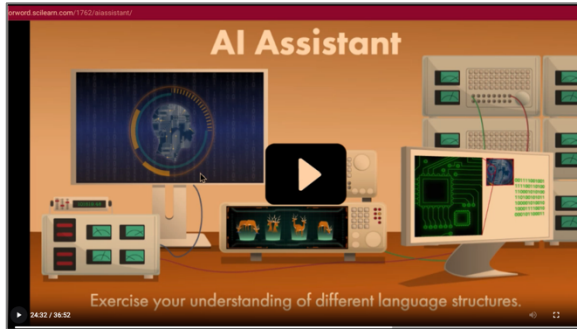 orword.scilearn.com/1762/aiassistant/
AI Assistant
Exercise your understanding of different language structures.
24:32 / 36:52